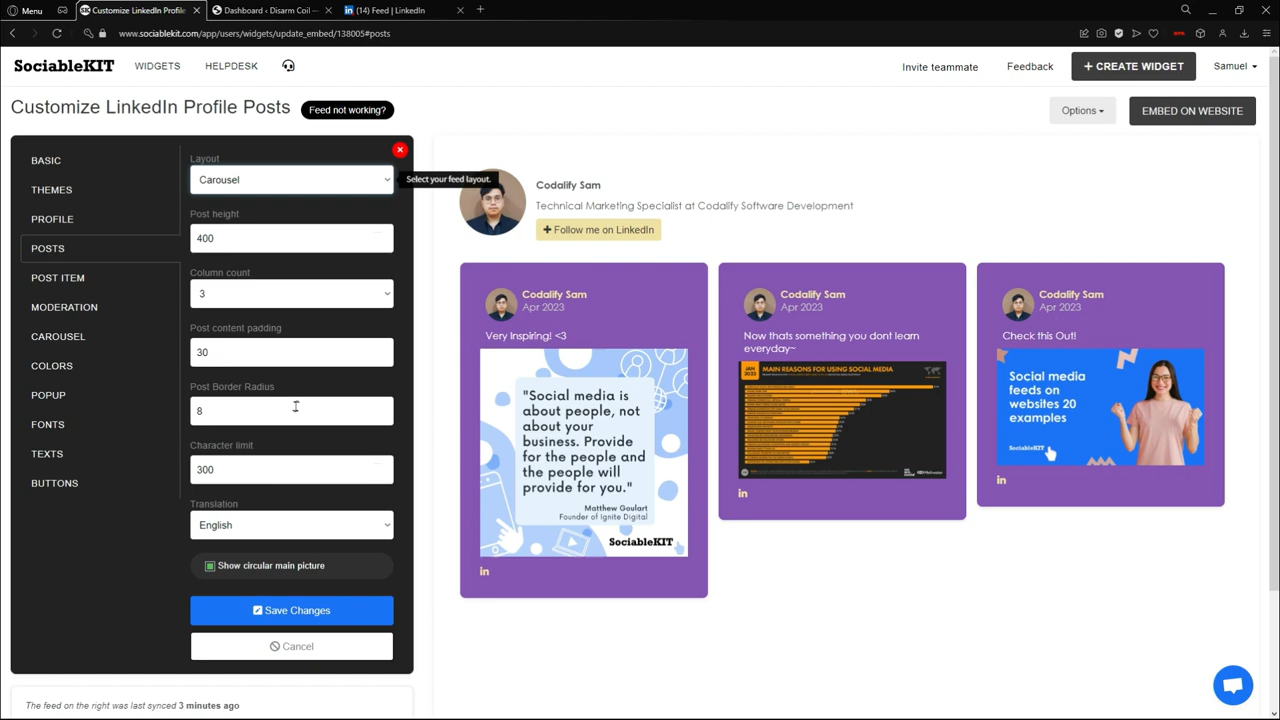 Menu
Customize LinkedIn Profile
Dashboard ‹ Disarm Coil —
(14) Feed | LinkedIn
www.sociablekit.com/app/users/widgets/update_embed/138005#posts
SociableKIT
WIDGETS
HELPDESK
Invite teammate
Feedback
CREATE WIDGET
Samuel
Customize LinkedIn Profile Posts
Feed not working?
Options
EMBED ON WEBSITE
BASIC
THEMES
PROFILE
POSTS
POST ITEM
MODERATION
CAROUSEL
COLORS
POPUP
FONTS
TEXTS
BUTTONS
Layout
Carousel
Select your feed layout.
Post height
400
Column count
3
Post content padding
30
Post Border Radius
8
Character limit
300
Translation
English
Show circular main picture
Save Changes
Cancel
The feed on the right was last synced 3 minutes ago
Codalify Sam
Technical Marketing Specialist at Codalify Software Development
Follow me on LinkedIn
Codalify Sam
Apr 2023
Very Inspiring! <3
"Social media is
about people, not
about your
business. Provide
for the people and
the people will
provide for you."
Matthew Goulart
Founder of Ignite Digital
SociableKIT
in
Codalify Sam
Apr 2023
Now thats something you dont learn
everyday~
JAN
2023
MAIN REASONS FOR USING SOCIAL MEDIA
in
Codalify Sam
Apr 2023
Check this Out!
Social media
feeds on
websites 20
examples
SociableKIT
in